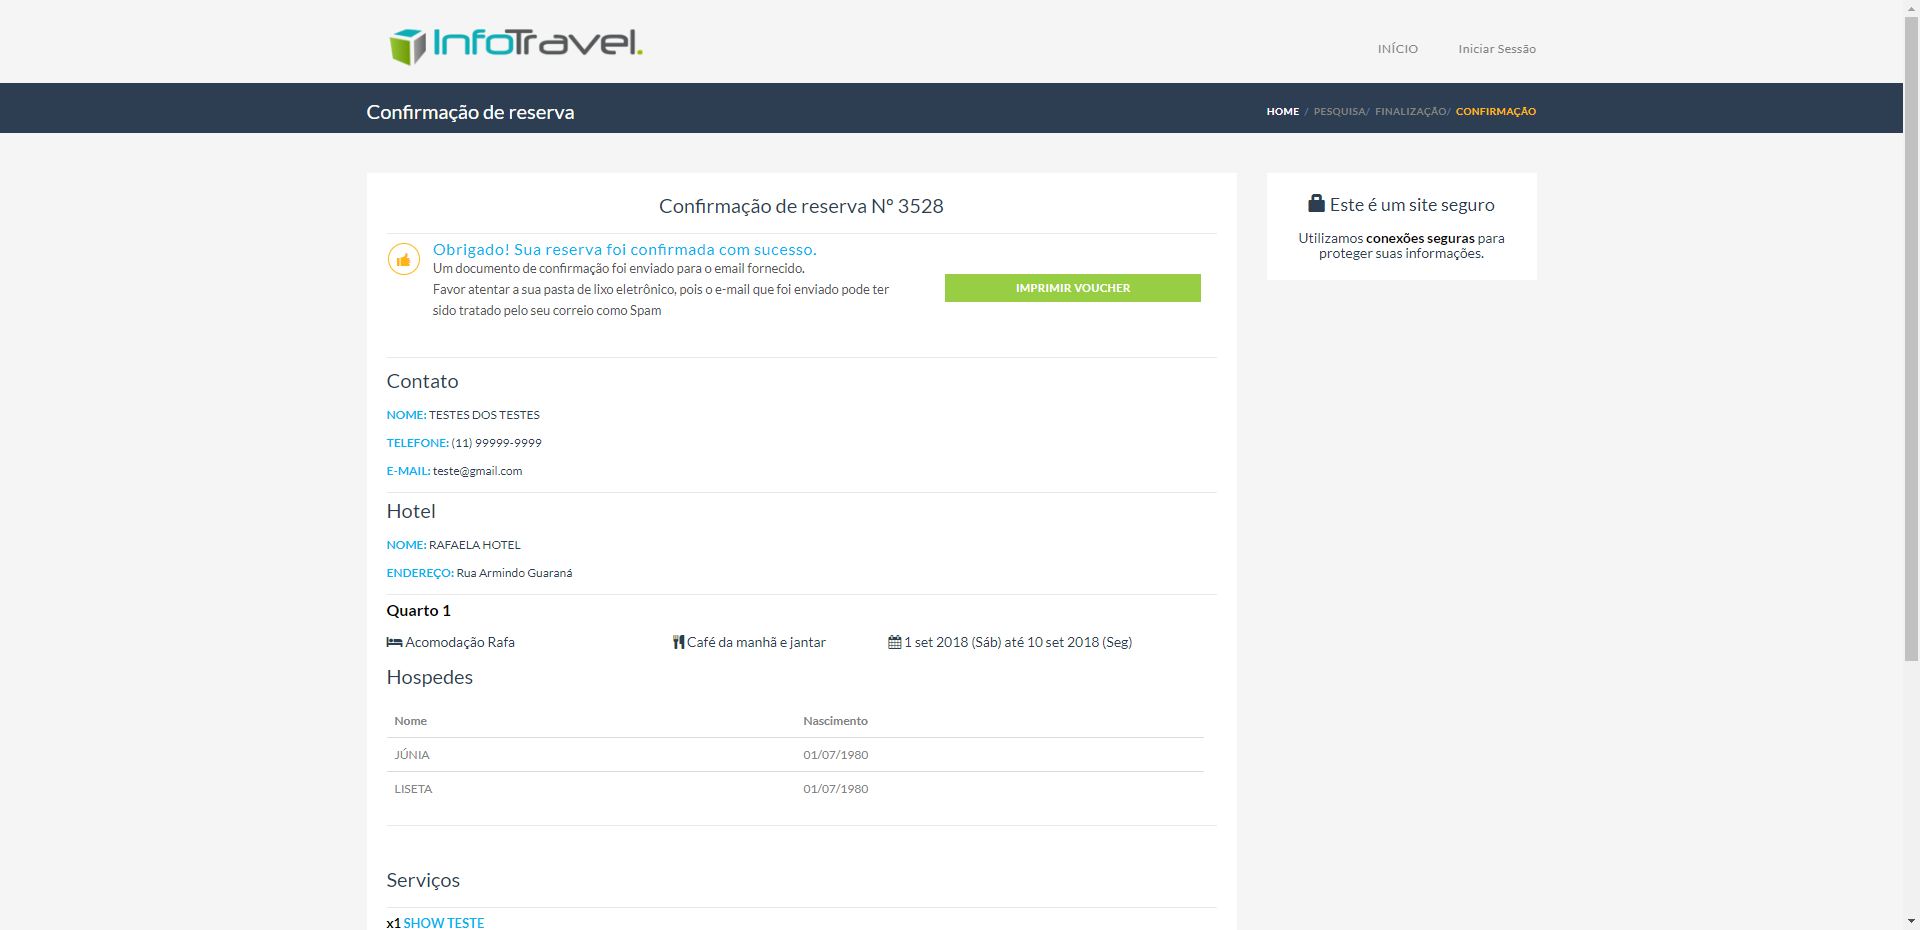 InfoTravel.
INÍCIO
Iniciar Sessão
Confirmação de reserva
HOME / PESQUISA/ FINALIZAÇÃO/ CONFIRMAÇÃO
Confirmação de reserva Nº 3528
Obrigado! Sua reserva foi confirmada com sucesso.
Um documento de confirmação foi enviado para o email fornecido.
Favor atentar a sua pasta de lixo eletrônico, pois o e-mail que foi enviado pode ter
sido tratado pelo seu correio como Spam
IMPRIMIR VOUCHER
Este é um site seguro
Utilizamos conexões seguras para
proteger suas informações.
Contato
NOME: TESTES DOS TESTES
TELEFONE: (11) 99999-9999
E-MAIL: teste@gmail.com
Hotel
NOME: RAFAELA HOTEL
ENDEREÇO: Rua Armindo Guaraná
Quarto 1
Acomodação Rafa
Café da manhã e jantar
1 set 2018 (Sáb) até 10 set 2018 (Seg)
Hospedes
Nome Nascimento
JÚNIA 01/07/1980
LISETA 01/07/1980
Serviços
x1 SHOW TESTE